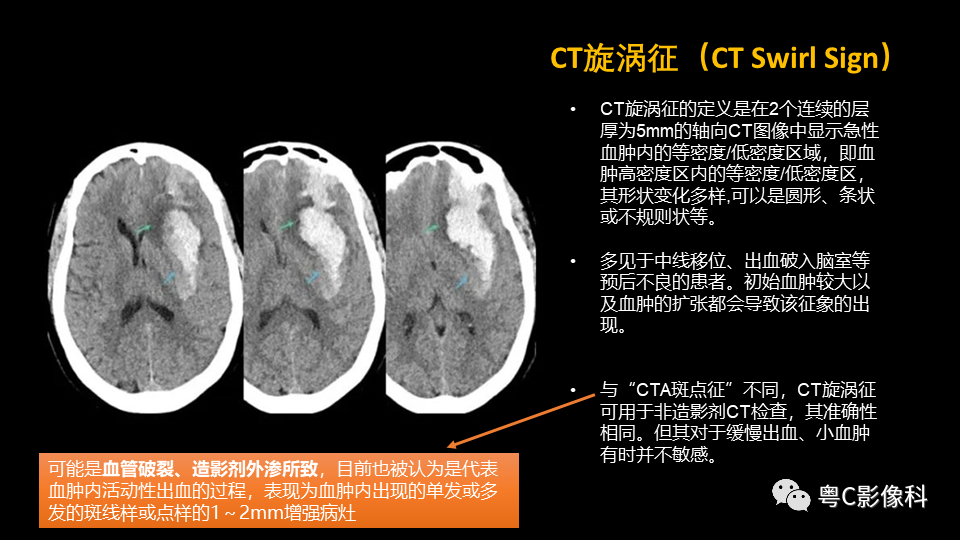 CT旋涡征（CT Swirl Sign）
• CT旋涡征的定义是在2个连续的层
厚为5mm的轴向CT图像中显示急性
血肿内的等密度/低密度区域，即血
肿高密度区内的等密度/低密度区，
其形状变化多样,可以是圆形、条状
或不规则状等。
• 多见于中线移位、出血破入脑室等
预后不良的患者。初始血肿较大以
及血肿的扩张都会导致该征象的出
现。
• 与“CTA斑点征”不同，CT旋涡征
可用于非造影剂CT检查，其准确性
相同。但其对于缓慢出血、小血肿
有时并不敏感。
可能是血管破裂、造影剂外渗所致，目前也被认为是代表
血肿内活动性出血的过程，表现为血肿内出现的单发或多
发的斑线样或点样的1～2mm增强病灶
粤C影像科